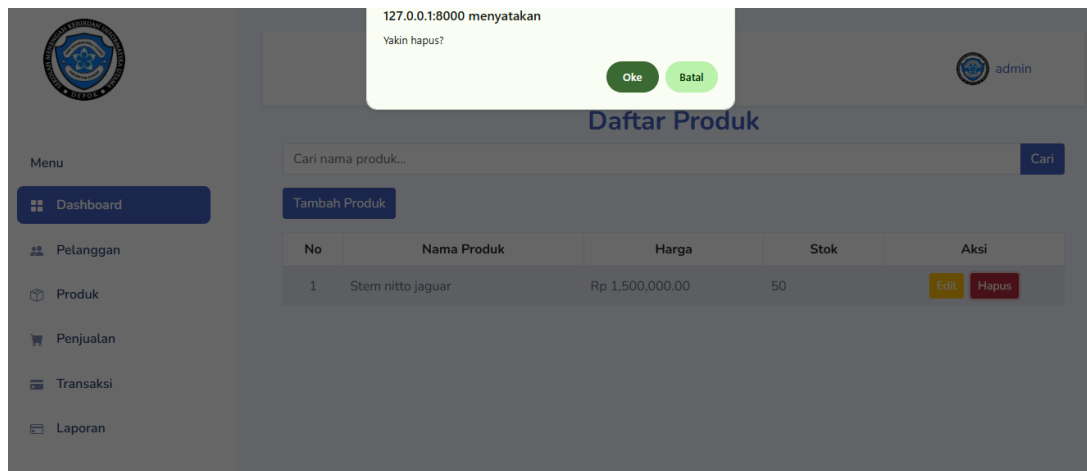 127.0.0.1:8000 menyatakan
Yakin hapus?
Oke Batal
admin
DEPOK
Daftar Produk
Menu
Cari nama produk... Cari
Dashboard
Tambah Produk
Pelanggan
No Nama Produk Harga Stok Aksi
1 Stem nitto jaguar Rp 1,500,000.00 50 Edit Hapus
Produk
Penjualan
Transaksi
Laporan